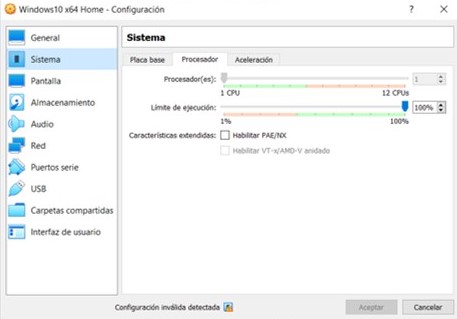 Windows10 x64 Home - Configuración
General
Sistema
Pantalla
Almacenamiento
Audio
Red
Puertos serie
USB
Carpetas compartidas
Interfaz de usuario
Sistema
Placa base Procesador Aceleración
Procesador(es): 1
1 CPU 12 CPUs
Límite de ejecución: 100%
1% 100%
Características extendidas: Habilitar PAE/NX
Habilitar VT-x/AMD-V anidado
Configuración inválida detectada Aceptar Cancelar